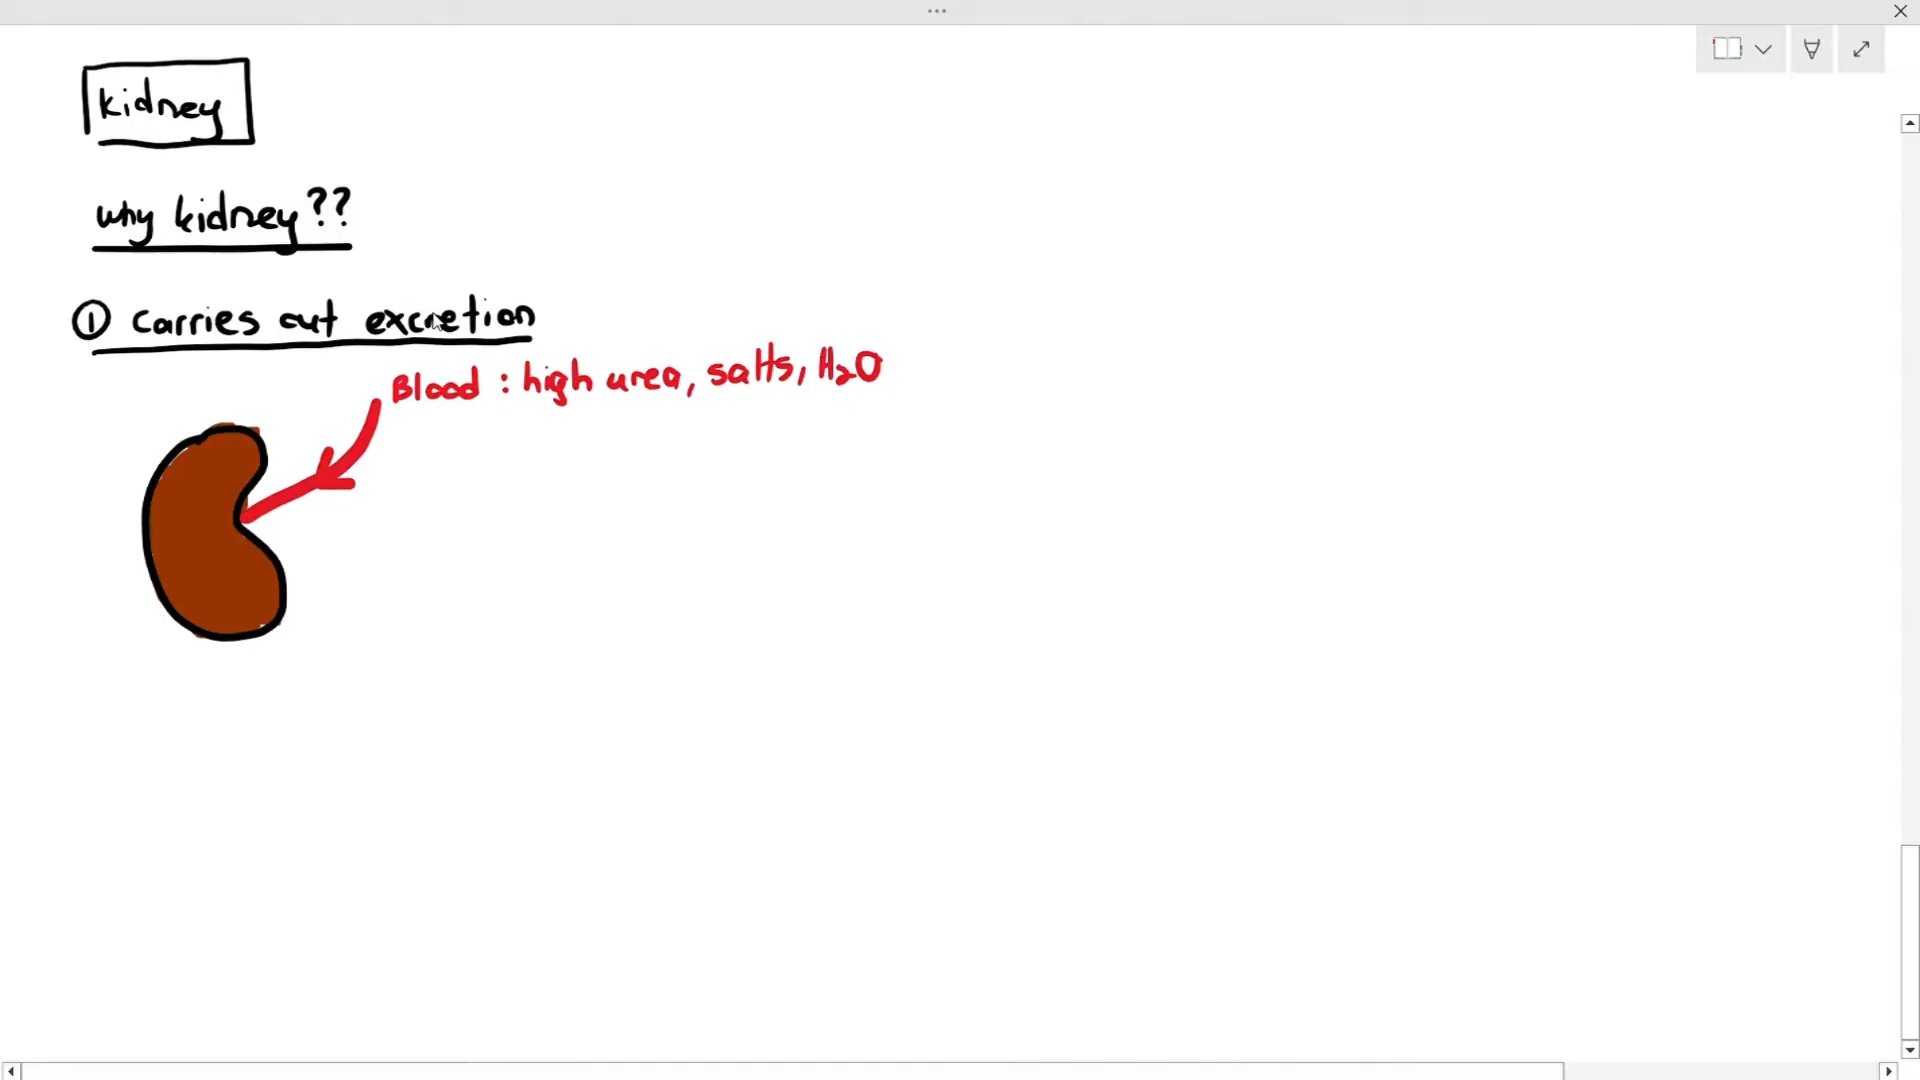 kidney
why kidney??
① Carries out excretion
Blood : high urea, salts, H₂O